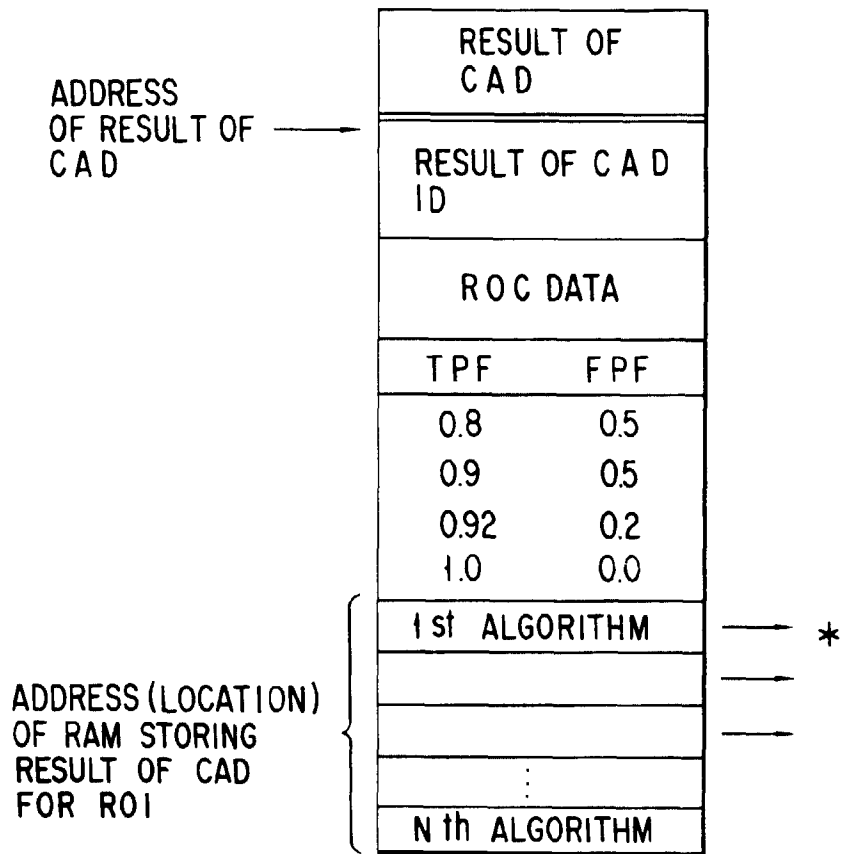 RESULT OF
CAD
ADDRESS
OF RESULT OF
CAD
RESULT OF CAD
ID
ROC DATA
TPF FPF
0.8 0.5
0.9 0.5
0.92 0.2
1.0 0.0
1st ALGORITHM *
ADDRESS (LOCATION)
OF RAM STORING
RESULT OF CAD
FOR ROI
⋮
Nth ALGORITHM